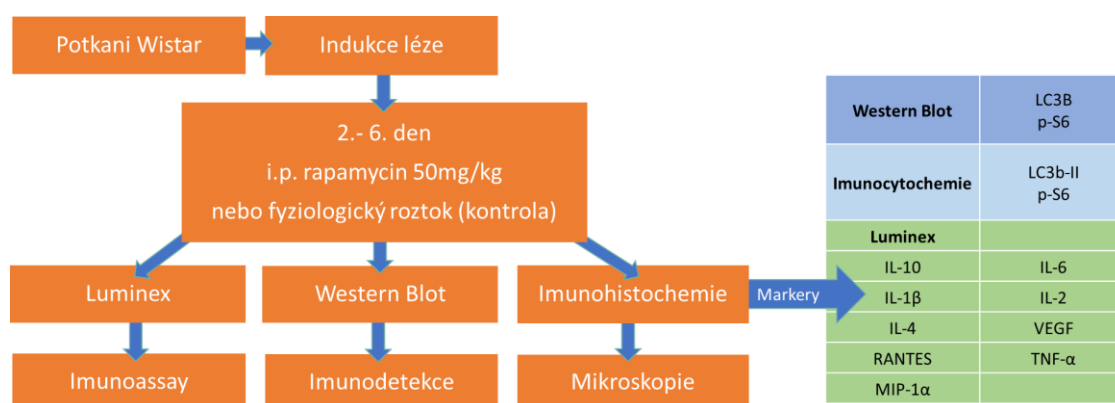 Potkani Wistar
Indukce léze
2.- 6. den
i.p. rapamycin 50mg/kg
nebo fyziologický roztok (kontrola)
Luminex
Western Blot
Imunohistochemie
Markery
Imunoassay
Imunodetekce
Mikroskopie
Western Blot
LC3B
p-S6
Imunocytochemie
LC3b-II
p-S6
Luminex
IL-10 IL-6
IL-1β IL-2
IL-4 VEGF
RANTES TNF-α
MIP-1α